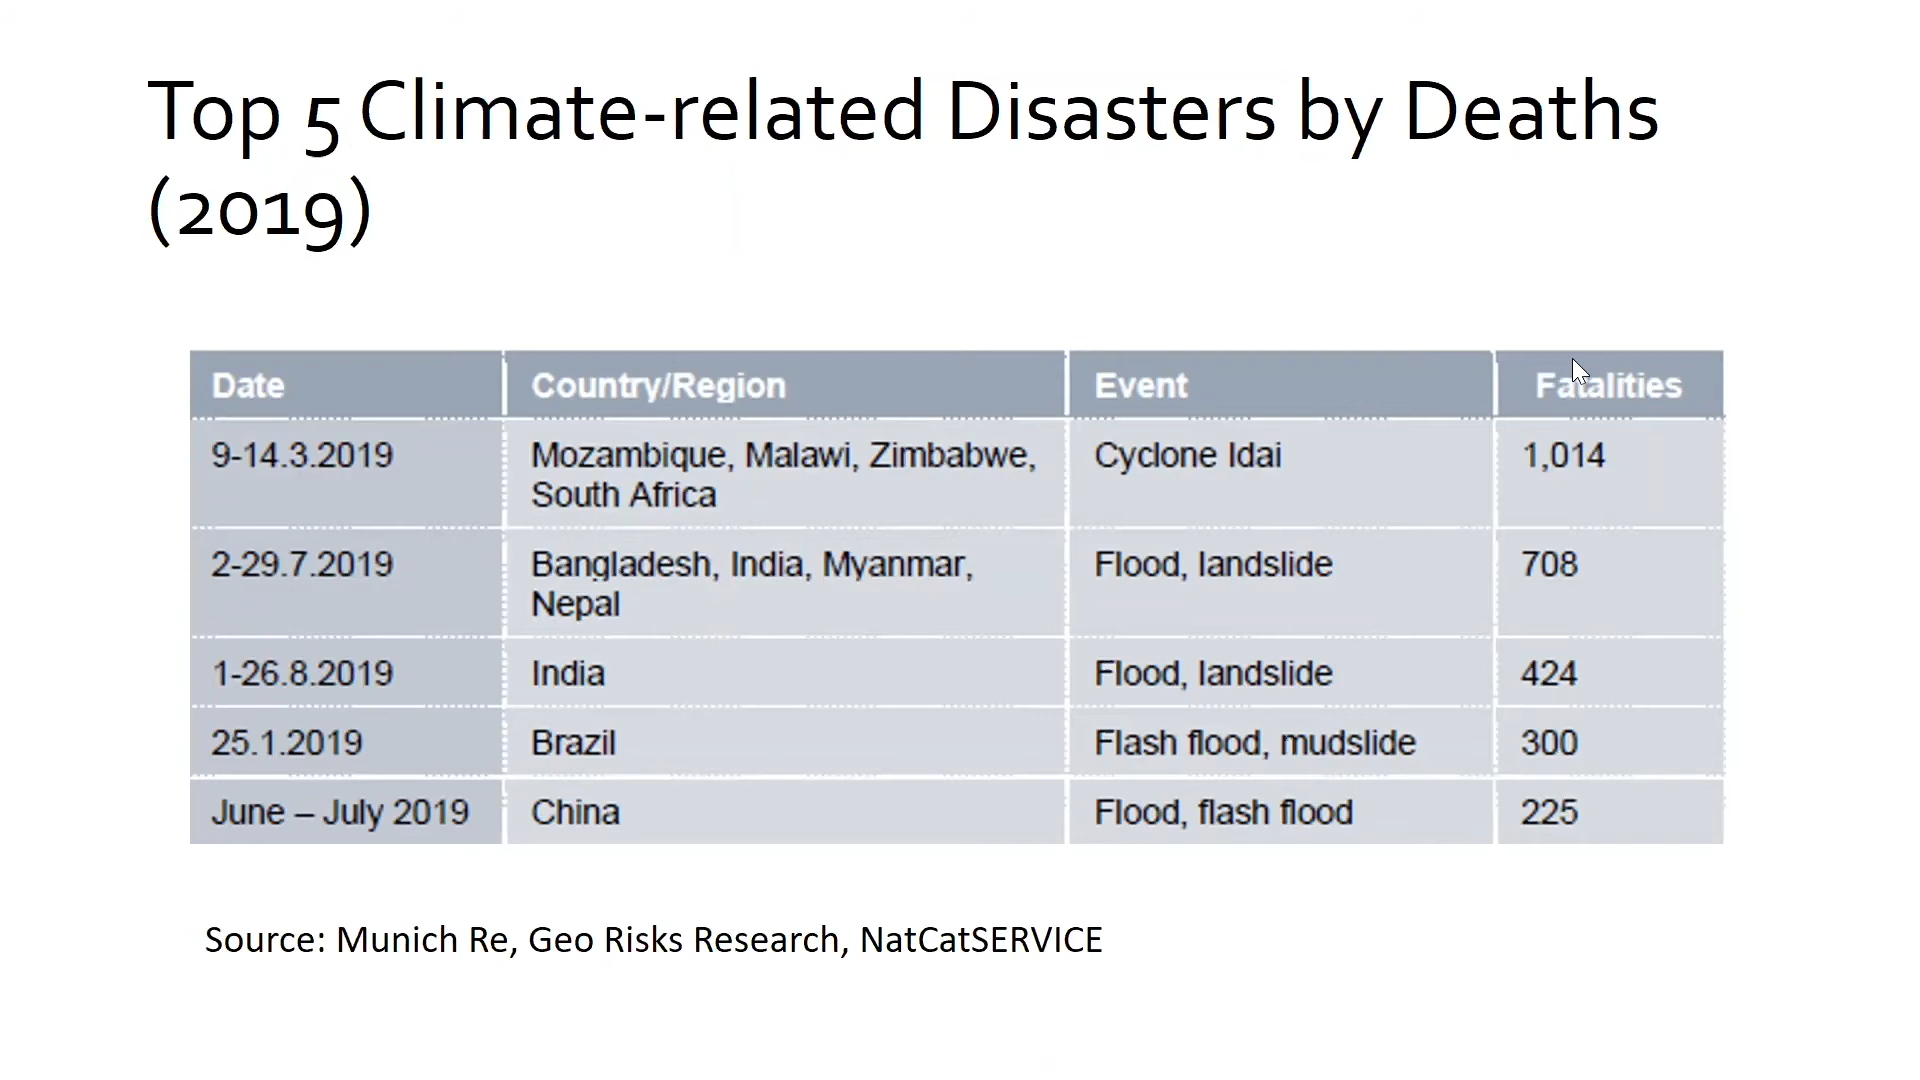 Top 5 Climate-related Disasters by Deaths
(2019)
Date Country/Region Event Fatalities
9-14.3.2019 Mozambique, Malawi, Zimbabwe, Cyclone Idai 1,014
South Africa
2-29.7.2019 Bangladesh, India, Myanmar, Flood, landslide 708
Nepal
1-26.8.2019 India Flood, landslide 424
25.1.2019 Brazil Flash flood, mudslide 300
June – July 2019 China Flood, flash flood 225
Source: Munich Re, Geo Risks Research, NatCatSERVICE